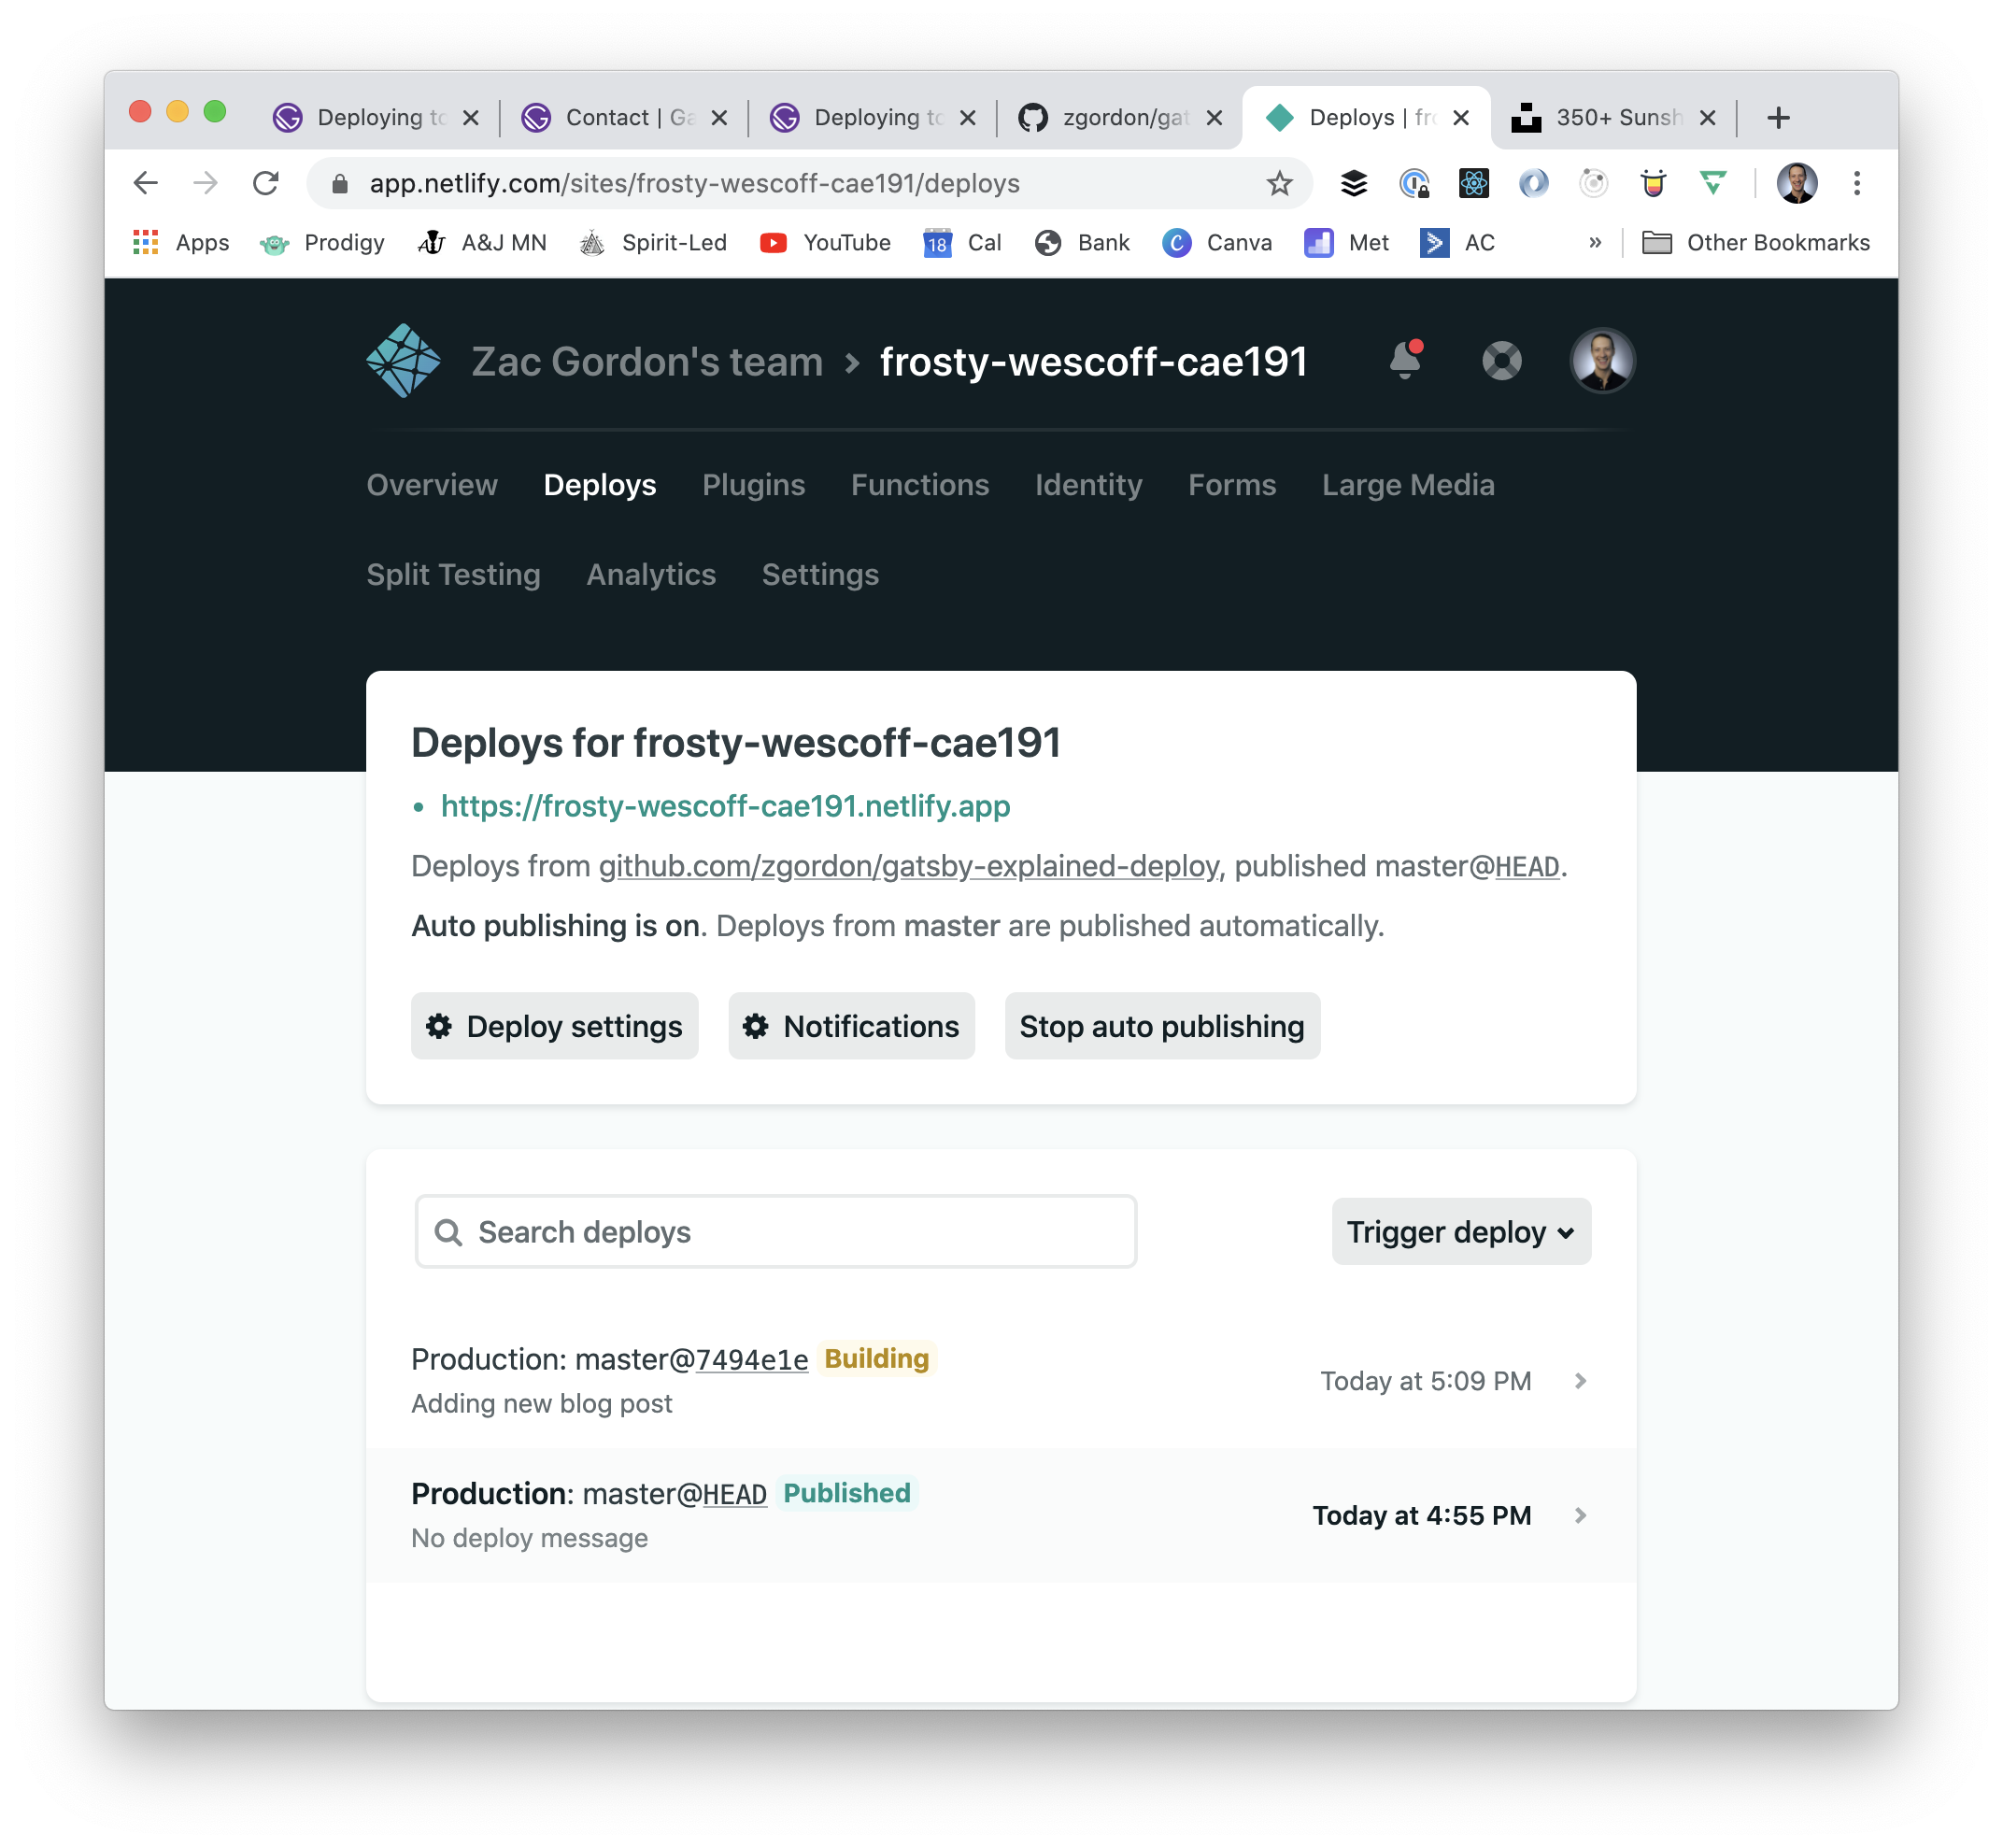 Deploying to
Contact | Ga
Deploying to
zgordon/gat
Deploys | fro
350+ Sunsh
app.netlify.com/sites/frosty-wescoff-cae191/deploys
Apps
Prodigy
A&J MN
Spirit-Led
YouTube
18
Cal
Bank
Canva
Met
AC
»
Other Bookmarks
Zac Gordon's team > frosty-wescoff-cae191
Overview Deploys Plugins Functions Identity Forms Large Media
Split Testing Analytics Settings
Deploys for frosty-wescoff-cae191
• https://frosty-wescoff-cae191.netlify.app
Deploys from github.com/zgordon/gatsby-explained-deploy, published master@HEAD.
Auto publishing is on. Deploys from master are published automatically.
Deploy settings
Notifications
Stop auto publishing
Search deploys
Trigger deploy
Production: master@7494e1e Building
Adding new blog post
Today at 5:09 PM
Production: master@HEAD Published
No deploy message
Today at 4:55 PM